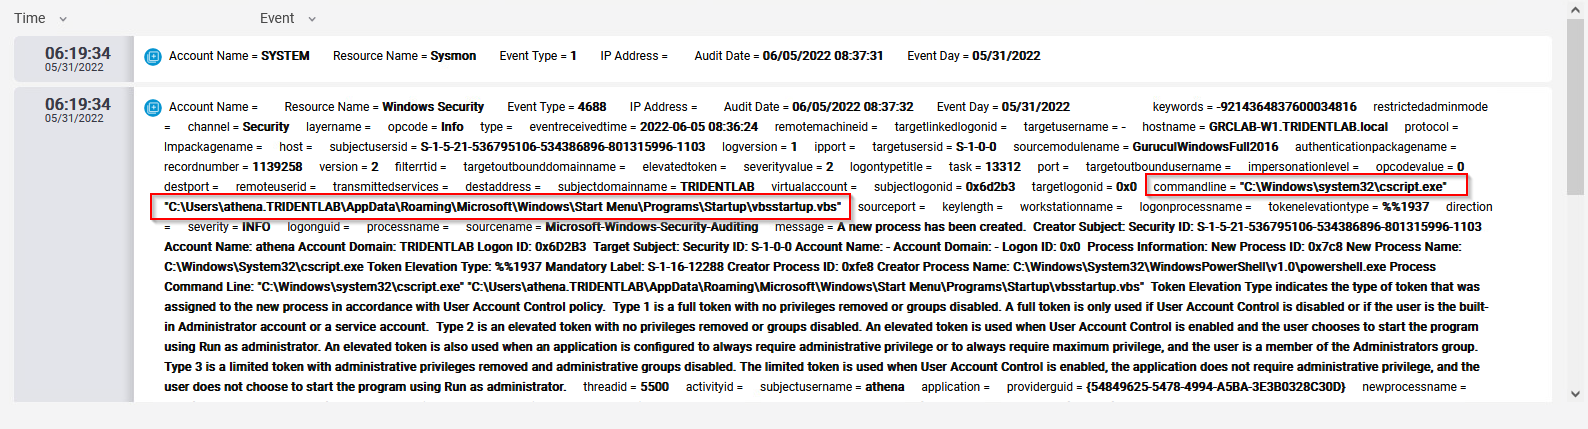 Time Event
06:19:34 Account Name = SYSTEM Resource Name = Sysmon Event Type = 1 IP Address = Audit Date = 06/05/2022 08:37:31 Event Day = 05/31/2022
05/31/2022
06:19:34 Account Name = Resource Name = Windows Security Event Type = 4688 IP Address = Audit Date = 06/05/2022 08:37:32 Event Day = 05/31/2022 keywords = -9214364837600034816 restrictedadminmode
05/31/2022 = channel = Security layername = opcode = Info type = eventreceivedtime = 2022-06-05 08:36:24 remotemachineid = targetlinkedlogonid = targetusername = - hostname = GRCLAB-W1.TRIDENTLAB.local protocol =
lmpackagename = host = subjectusersid = S-1-5-21-536795106-534386896-801315996-1103 logversion = 1 ipport = targetusersid = S-1-0-0 sourcemodulename = GuruculWindowsFull2016 authenticationpackagename =
recordnumber = 1139258 version = 2 filterrtid = targetoutbounddomainname = elevatedtoken = severityvalue = 2 logontypetitle = task = 13312 port = targetoutboundusername = impersonationlevel = opcodevalue = 0
destport = remoteuserid = transmittedservices = destaddress = subjectdomainname = TRIDENTLAB virtualaccount = subjectlogonid = 0x6d2b3 targetlogonid = 0x0 commandline = "C:\Windows\system32\cscript.exe"
"C:\Users\athena.TRIDENTLAB\AppData\Roaming\Microsoft\Windows\Start Menu\Programs\Startup\vbsstartup.vbs" sourceport = keylength = workstationname = logonprocessname = tokenelevationtype = %%1937 direction
= severity = INFO logonguid = processname = sourcename = Microsoft-Windows-Security-Auditing message = A new process has been created. Creator Subject: Security ID: S-1-5-21-536795106-534386896-801315996-1103
Account Name: athena Account Domain: TRIDENTLAB Logon ID: 0x6D2B3 Target Subject: Security ID: S-1-0-0 Account Name: - Account Domain: - Logon ID: 0x0 Process Information: New Process ID: 0x7c8 New Process Name:
C:\Windows\System32\cscript.exe Token Elevation Type: %%1937 Mandatory Label: S-1-16-12288 Creator Process ID: 0xfe8 Creator Process Name: C:\Windows\System32\WindowsPowerShell\v1.0\powershell.exe Process
Command Line: "C:\Windows\system32\cscript.exe" "C:\Users\athena.TRIDENTLAB\AppData\Roaming\Microsoft\Windows\Start Menu\Programs\Startup\vbsstartup.vbs" Token Elevation Type indicates the type of token that was
assigned to the new process in accordance with User Account Control policy. Type 1 is a full token with no privileges removed or groups disabled. A full token is only used if User Account Control is disabled or if the user is the built-
in Administrator account or a service account. Type 2 is an elevated token with no privileges removed or groups disabled. An elevated token is used when User Account Control is enabled and the user chooses to start the program
using Run as administrator. An elevated token is also used when an application is configured to always require administrative privilege or to always require maximum privilege, and the user is a member of the Administrators group.
Type 3 is a limited token with administrative privileges removed and administrative groups disabled. The limited token is used when User Account Control is enabled, the application does not require administrative privilege, and the
user does not choose to start the program using Run as administrator. threadid = 5500 activityid = subjectusername = athena application = providerguid = {54849625-5478-4994-A5BA-3E3B0328C30D} newprocessname =